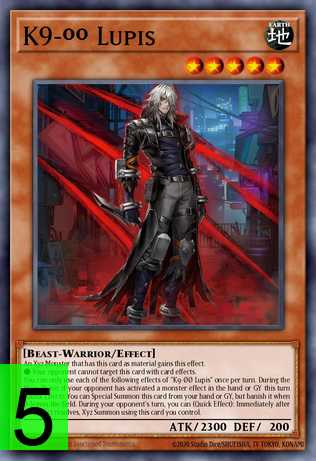 K9-ØØ Lupis
EARTH
地
[Beast-Warrior/Effect]
An Xyz Monster that has this card as material gains this effect.
● Your opponent cannot target this card with card effects.
You can only use each of the following effects of "K9-ØØ Lupis" once per turn. During the
if your opponent has activated a monster effect in the hand or GY this turn
You can Special Summon this card from your hand or GY, but banish it when
the field. During your opponent's turn, you can (Quick Effect): Immediately after
resolves, Xyz Summon using this card you control.
ATK/2300 DEF/ 200
5
©2020 Studio Dice/SHUEISHA, TV TOKYO, KONAMI